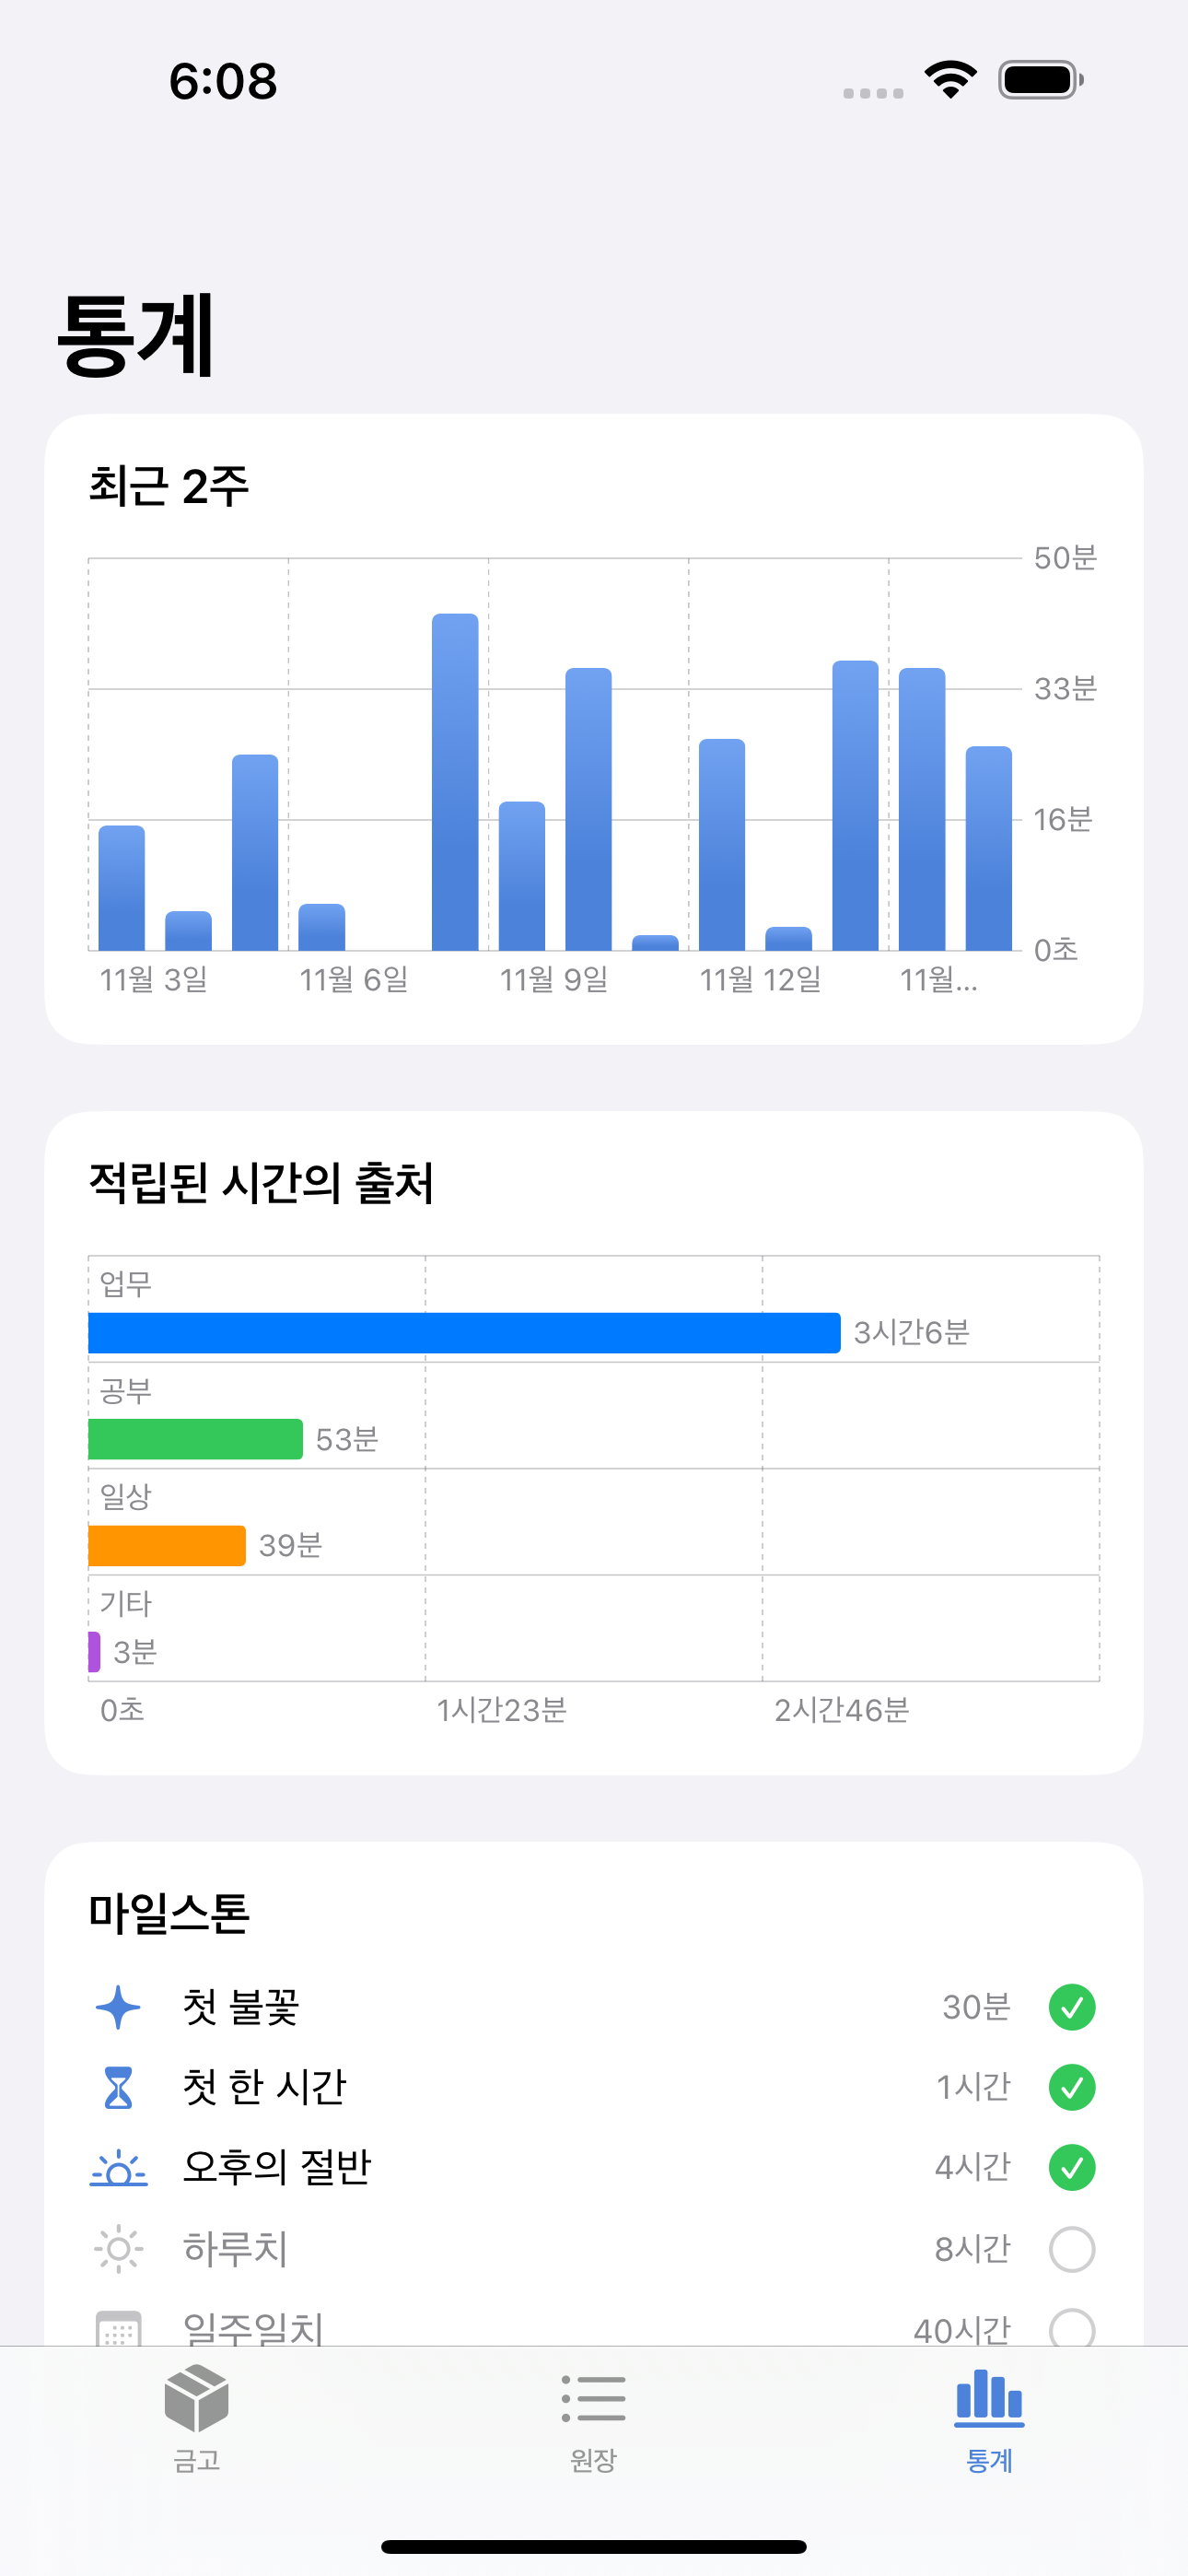 6:08
통계
최근 2주
50분
33분
16분
0초
11월 3일 11월 6일 11월 9일 11월 12일 11월...
적립된 시간의 출처
업무
3시간6분
공부
53분
일상
39분
기타
3분
0초 1시간23분 2시간46분
마일스톤
첫 불꽃 30분
첫 한 시간 1시간
오후의 절반 4시간
하루치 8시간
일주일치 40시간
금고 원장 통계